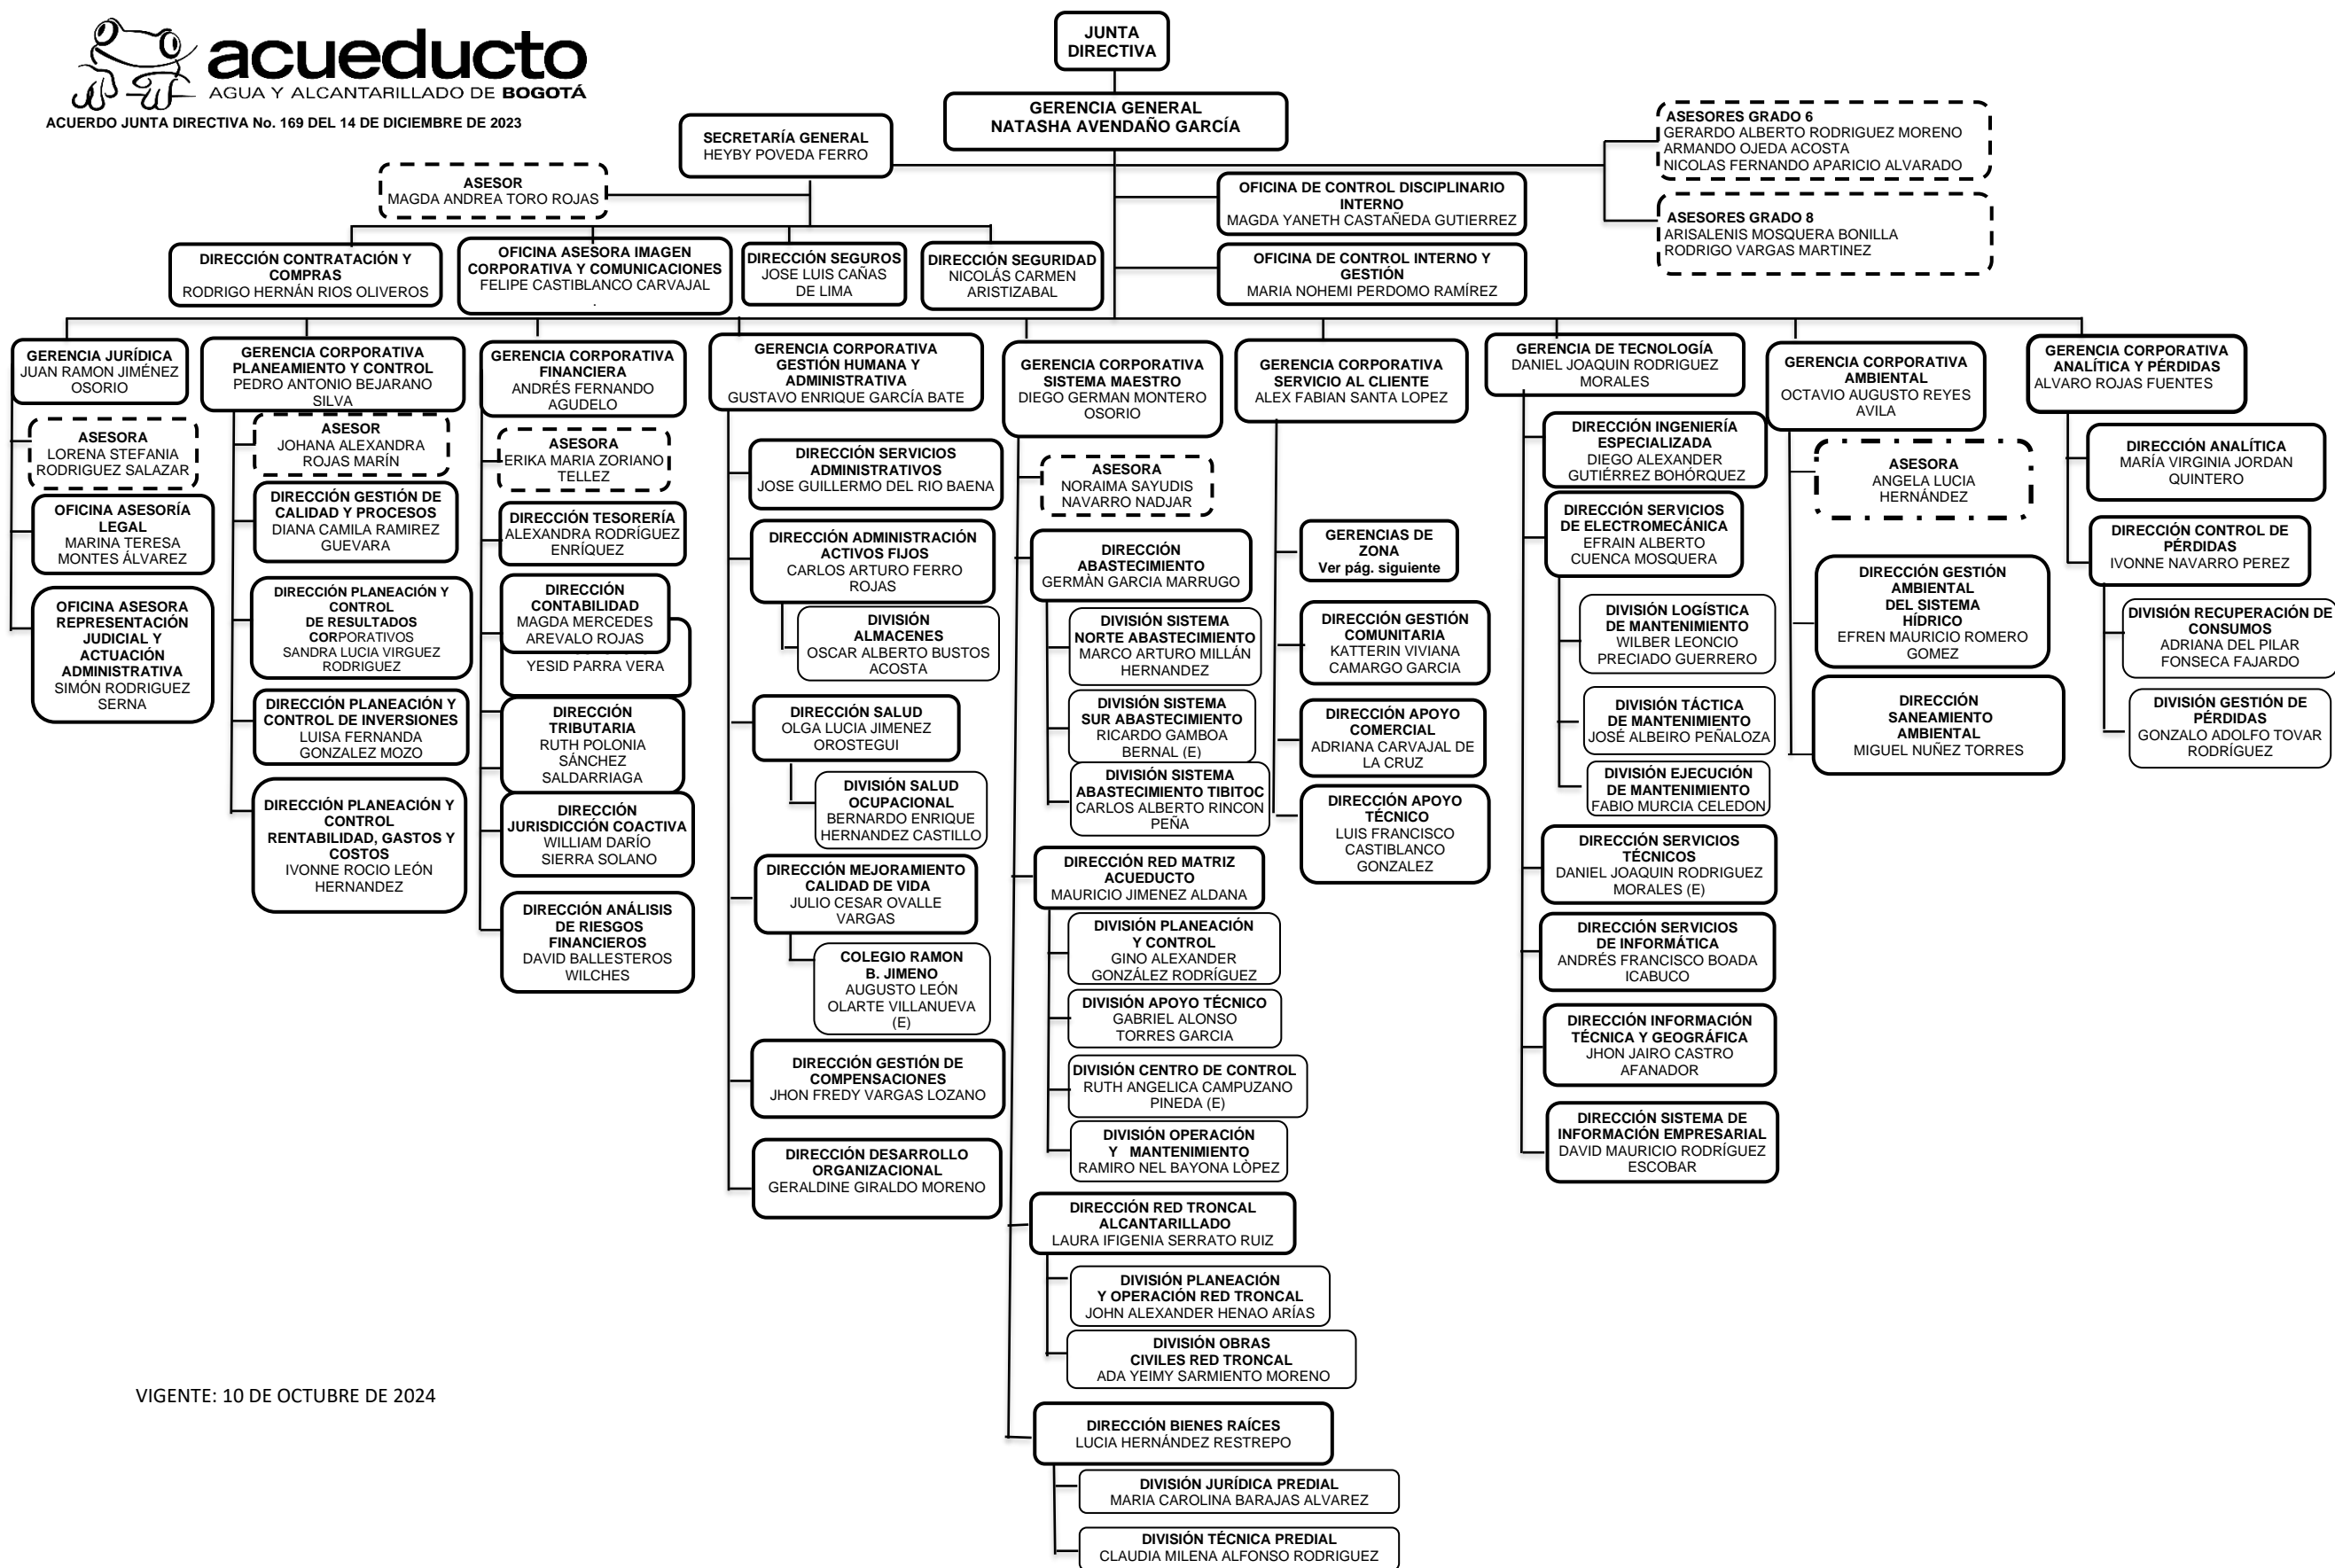 acueducto
AGUA Y ALCANTARILLADO DE BOGOTÁ
ACUERDO JUNTA DIRECTIVA No. 169 DEL 14 DE DICIEMBRE DE 2023
JUNTA
DIRECTIVA
GERENCIA GENERAL
NATASHA AVENDAÑO GARCÍA
SECRETARÍA GENERAL
HEYBY POVEDA FERRO
ASESOR
MAGDA ANDREA TORO ROJAS
ASESORES GRADO 6
GERARDO ALBERTO RODRIGUEZ MORENO
ARMANDO OJEDA ACOSTA
NICOLAS FERNANDO APARICIO ALVARADO
ASESORES GRADO 8
ARISALENIS MOSQUERA BONILLA
RODRIGO VARGAS MARTINEZ
OFICINA DE CONTROL DISCIPLINARIO
INTERNO
MAGDA YANETH CASTAÑEDA GUTIERREZ
OFICINA DE CONTROL INTERNO Y
GESTIÓN
MARIA NOHEMI PERDOMO RAMÍREZ
DIRECCIÓN CONTRATACIÓN Y
COMPRAS
RODRIGO HERNÁN RIOS OLIVEROS
OFICINA ASESORA IMAGEN
CORPORATIVA Y COMUNICACIONES
FELIPE CASTIBLANCO CARVAJAL
.
DIRECCIÓN SEGUROS
JOSE LUIS CAÑAS
DE LIMA
DIRECCIÓN SEGURIDAD
NICOLÁS CARMEN
ARISTIZABAL
GERENCIA JURÍDICA
JUAN RAMON JIMÉNEZ
OSORIO
ASESORA
LORENA STEFANIA
RODRIGUEZ SALAZAR
OFICINA ASESORÍA
LEGAL
MARINA TERESA
MONTES ÁLVAREZ
OFICINA ASESORA
REPRESENTACIÓN
JUDICIAL Y
ACTUACIÓN
ADMINISTRATIVA
SIMÓN RODRIGUEZ
SERNA
GERENCIA CORPORATIVA
PLANEAMIENTO Y CONTROL
PEDRO ANTONIO BEJARANO
SILVA
ASESOR
JOHANA ALEXANDRA
ROJAS MARÍN
DIRECCIÓN GESTIÓN DE
CALIDAD Y PROCESOS
DIANA CAMILA RAMIREZ
GUEVARA
DIRECCIÓN PLANEACIÓN Y
CONTROL
DE RESULTADOS
CORPORATIVOS
SANDRA LUCIA VIRGUEZ
RODRIGUEZ
DIRECCIÓN PLANEACIÓN Y
CONTROL DE INVERSIONES
LUISA FERNANDA
GONZALEZ MOZO
DIRECCIÓN PLANEACIÓN Y
CONTROL
RENTABILIDAD, GASTOS Y
COSTOS
IVONNE ROCIO LEÓN
HERNANDEZ
GERENCIA CORPORATIVA
FINANCIERA
ANDRÉS FERNANDO
AGUDELO
ASESORA
ERIKA MARIA ZORIANO
TELLEZ
DIRECCIÓN TESORERÍA
ALEXANDRA RODRÍGUEZ
ENRÍQUEZ
DIRECCIÓN
CONTABILIDAD
MAGDA MERCEDES
AREVALO ROJAS
YESID PARRA VERA
DIRECCIÓN
TRIBUTARIA
RUTH POLONIA
SÁNCHEZ
SALDARRIAGA
DIRECCIÓN
JURISDICCIÓN COACTIVA
WILLIAM DARÍO
SIERRA SOLANO
DIRECCIÓN ANÁLISIS
DE RIESGOS
FINANCIEROS
DAVID BALLESTEROS
WILCHES
GERENCIA CORPORATIVA
GESTIÓN HUMANA Y
ADMINISTRATIVA
GUSTAVO ENRIQUE GARCÍA BATE
DIRECCIÓN SERVICIOS
ADMINISTRATIVOS
JOSE GUILLERMO DEL RIO BAENA
DIRECCIÓN ADMINISTRACIÓN
ACTIVOS FIJOS
CARLOS ARTURO FERRO
ROJAS
DIVISIÓN
ALMACENES
OSCAR ALBERTO BUSTOS
ACOSTA
DIRECCIÓN SALUD
OLGA LUCIA JIMENEZ
OROSTEGUI
DIVISIÓN SALUD
OCUPACIONAL
BERNARDO ENRIQUE
HERNANDEZ CASTILLO
DIRECCIÓN MEJORAMIENTO
CALIDAD DE VIDA
JULIO CESAR OVALLE
VARGAS
COLEGIO RAMON
B. JIMENO
AUGUSTO LEÓN
OLARTE VILLANUEVA
(E)
DIRECCIÓN GESTIÓN DE
COMPENSACIONES
JHON FREDY VARGAS LOZANO
DIRECCIÓN DESARROLLO
ORGANIZACIONAL
GERALDINE GIRALDO MORENO
GERENCIA CORPORATIVA
SISTEMA MAESTRO
DIEGO GERMAN MONTERO
OSORIO
ASESORA
NORAIMA SAYUDIS
NAVARRO NADJAR
DIRECCIÓN
ABASTECIMIENTO
GERMÀN GARCIA MARRUGO
DIVISIÓN SISTEMA
NORTE ABASTECIMIENTO
MARCO ARTURO MILLÁN
HERNANDEZ
DIVISIÓN SISTEMA
SUR ABASTECIMIENTO
RICARDO GAMBOA
BERNAL (E)
DIVISIÓN SISTEMA
ABASTECIMIENTO TIBITOC
CARLOS ALBERTO RINCON
PEÑA
DIRECCIÓN RED MATRIZ
ACUEDUCTO
MAURICIO JIMENEZ ALDANA
DIVISIÓN PLANEACIÓN
Y CONTROL
GINO ALEXANDER
GONZÁLEZ RODRÍGUEZ
DIVISIÓN APOYO TÉCNICO
GABRIEL ALONSO
TORRES GARCIA
DIVISIÓN CENTRO DE CONTROL
RUTH ANGELICA CAMPUZANO
PINEDA (E)
DIVISIÓN OPERACIÓN
Y MANTENIMIENTO
RAMIRO NEL BAYONA LÒPEZ
DIRECCIÓN RED TRONCAL
ALCANTARILLADO
LAURA IFIGENIA SERRATO RUIZ
DIVISIÓN PLANEACIÓN
Y OPERACIÓN RED TRONCAL
JOHN ALEXANDER HENAO ARÍAS
DIVISIÓN OBRAS
CIVILES RED TRONCAL
ADA YEIMY SARMIENTO MORENO
DIRECCIÓN BIENES RAÍCES
LUCIA HERNÁNDEZ RESTREPO
DIVISIÓN JURÍDICA PREDIAL
MARIA CAROLINA BARAJAS ALVAREZ
DIVISIÓN TÉCNICA PREDIAL
CLAUDIA MILENA ALFONSO RODRIGUEZ
GERENCIA CORPORATIVA
SERVICIO AL CLIENTE
ALEX FABIAN SANTA LOPEZ
GERENCIAS DE
ZONA
Ver pág. siguiente
DIRECCIÓN GESTIÓN
COMUNITARIA
KATTERIN VIVIANA
CAMARGO GARCIA
DIRECCIÓN APOYO
COMERCIAL
ADRIANA CARVAJAL DE
LA CRUZ
DIRECCIÓN APOYO
TÉCNICO
LUIS FRANCISCO
CASTIBLANCO
GONZALEZ
GERENCIA DE TECNOLOGÍA
DANIEL JOAQUIN RODRIGUEZ
MORALES
DIRECCIÓN INGENIERÍA
ESPECIALIZADA
DIEGO ALEXANDER
GUTIÉRREZ BOHÓRQUEZ
DIRECCIÓN SERVICIOS
DE ELECTROMECÁNICA
EFRAIN ALBERTO
CUENCA MOSQUERA
DIVISIÓN LOGÍSTICA
DE MANTENIMIENTO
WILBER LEONCIO
PRECIADO GUERRERO
DIVISIÓN TÁCTICA
DE MANTENIMIENTO
JOSÉ ALBEIRO PEÑALOZA
DIVISIÓN EJECUCIÓN
DE MANTENIMIENTO
FABIO MURCIA CELEDON
DIRECCIÓN SERVICIOS
TÉCNICOS
DANIEL JOAQUIN RODRIGUEZ
MORALES (E)
DIRECCIÓN SERVICIOS
DE INFORMÁTICA
ANDRÉS FRANCISCO BOADA
ICABUCO
DIRECCIÓN INFORMACIÓN
TÉCNICA Y GEOGRÁFICA
JHON JAIRO CASTRO
AFANADOR
DIRECCIÓN SISTEMA DE
INFORMACIÓN EMPRESARIAL
DAVID MAURICIO RODRÍGUEZ
ESCOBAR
GERENCIA CORPORATIVA
AMBIENTAL
OCTAVIO AUGUSTO REYES
AVILA
ASESORA
ANGELA LUCIA
HERNÁNDEZ
DIRECCIÓN GESTIÓN
AMBIENTAL
DEL SISTEMA
HÍDRICO
EFREN MAURICIO ROMERO
GOMEZ
DIRECCIÓN
SANEAMIENTO
AMBIENTAL
MIGUEL NUÑEZ TORRES
GERENCIA CORPORATIVA
ANALÍTICA Y PÉRDIDAS
ALVARO ROJAS FUENTES
DIRECCIÓN ANALÍTICA
MARÍA VIRGINIA JORDAN
QUINTERO
DIRECCIÓN CONTROL DE
PÉRDIDAS
IVONNE NAVARRO PEREZ
DIVISIÓN RECUPERACIÓN DE
CONSUMOS
ADRIANA DEL PILAR
FONSECA FAJARDO
DIVISIÓN GESTIÓN DE
PÉRDIDAS
GONZALO ADOLFO TOVAR
RODRÍGUEZ
VIGENTE: 10 DE OCTUBRE DE 2024